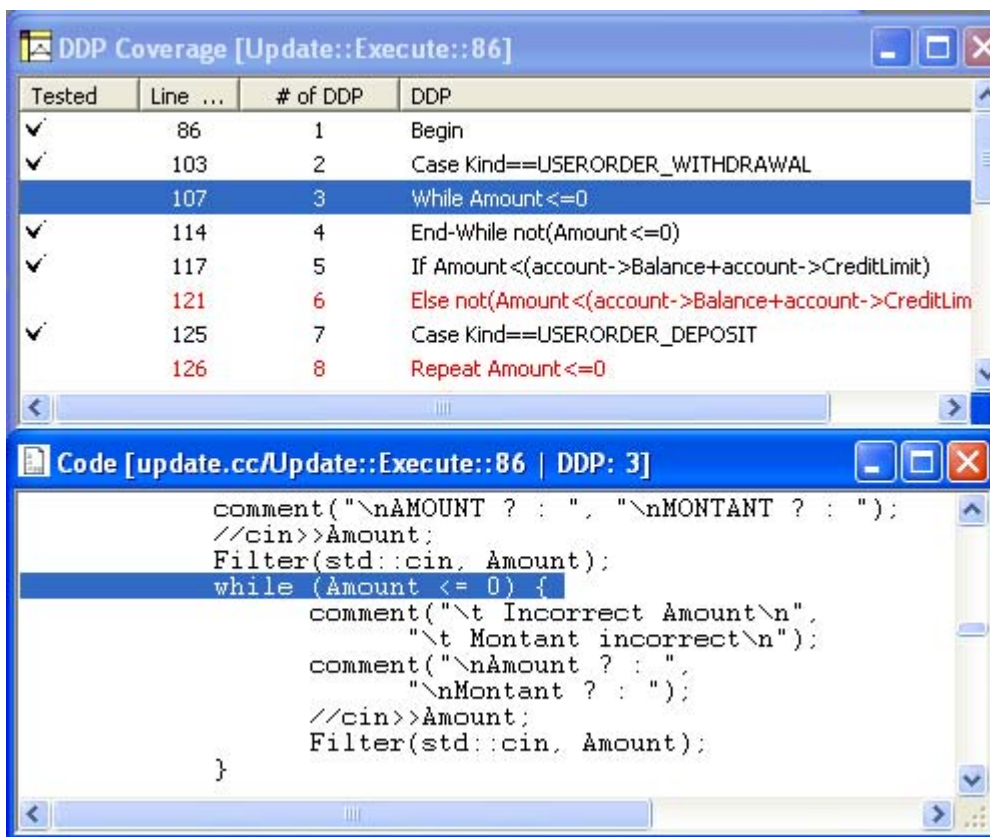 DDP Coverage [Update::Execute::86]
Tested Line ... # of DDP DDP
86 1 Begin
103 2 Case Kind==USERORDER_WITHDRAWAL
107 3 While Amount<=0
114 4 End-While not(Amount<=0)
117 5 If Amount<(account->Balance+account->CreditLimit)
121 6 Else not(Amount<(account->Balance+account->CreditLim
125 7 Case Kind==USERORDER_DEPOSIT
126 8 Repeat Amount<=0
Code [update.cc/Update::Execute::86 | DDP: 3]
comment("\nAMOUNT ? : ", "\nMONTANT ? : ");
//cin>>Amount;
Filter(std::cin, Amount);
while (Amount <= 0) {
comment("\t Incorrect Amount\n",
"\t Montant incorrect\n");
comment("\nAmount ? : ",
"\nMontant ? : ");
//cin>>Amount;
Filter(std::cin, Amount);
}